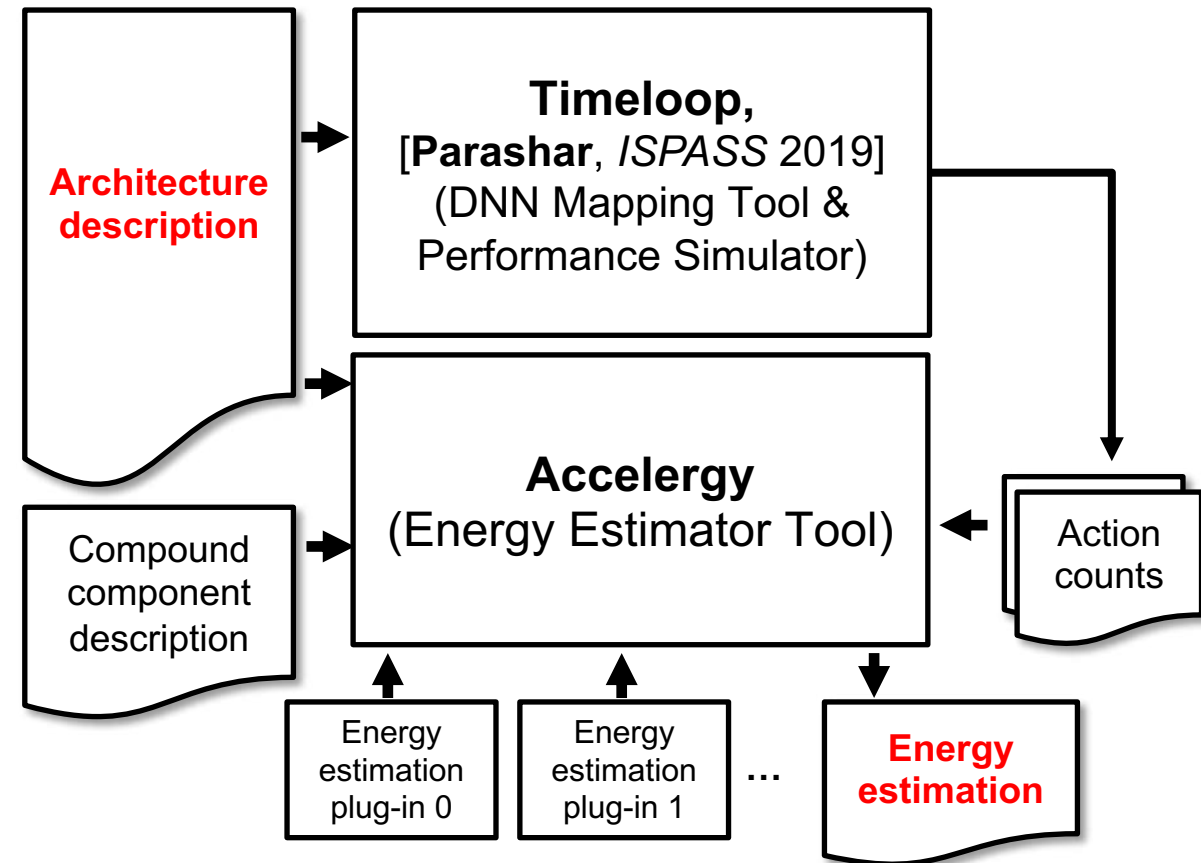 Architecture
description
Timeloop,
[Parashar, ISPASS 2019]
(DNN Mapping Tool &
Performance Simulator)
Compound
component
description
Accelergy
(Energy Estimator Tool)
Action
counts
Energy
estimation
plug-in 0
Energy
estimation
plug-in 1
...
Energy
estimation